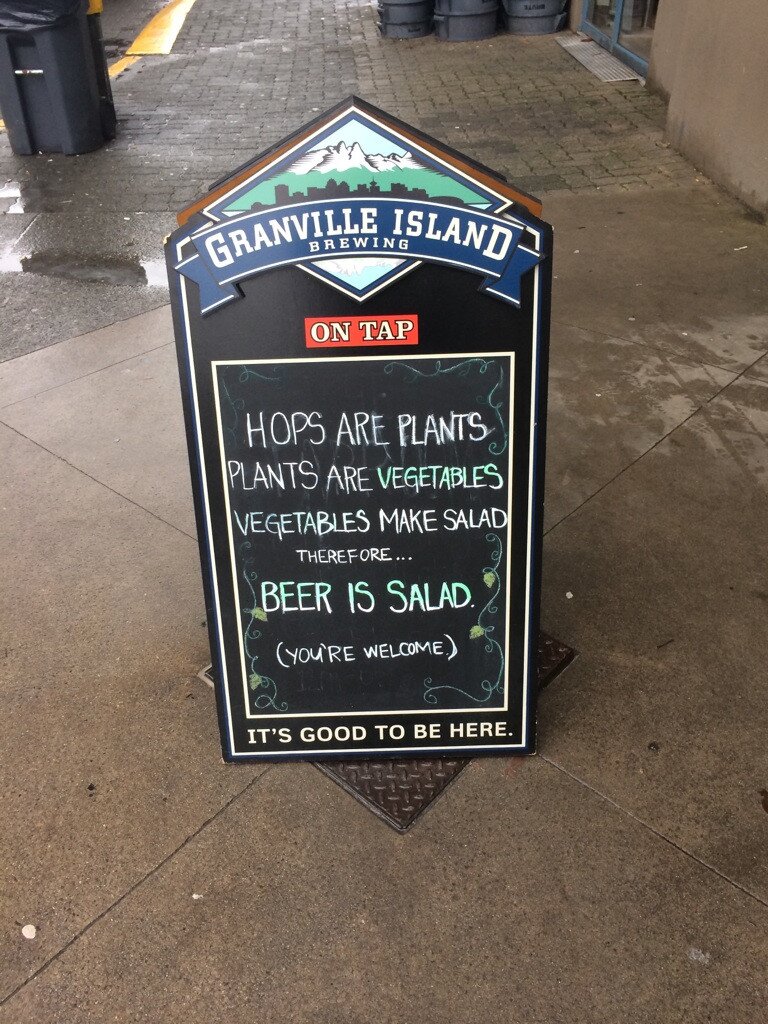 GRANVILLE ISLAND
BREWING
ON TAP
HOPS ARE PLANTS
PLANTS ARE VEGETABLES
VEGETABLES MAKE SALAD
THEREFORE...
BEER IS SALAD.
(YOU'RE WELCOME)
IT'S GOOD TO BE HERE.
BRUTE